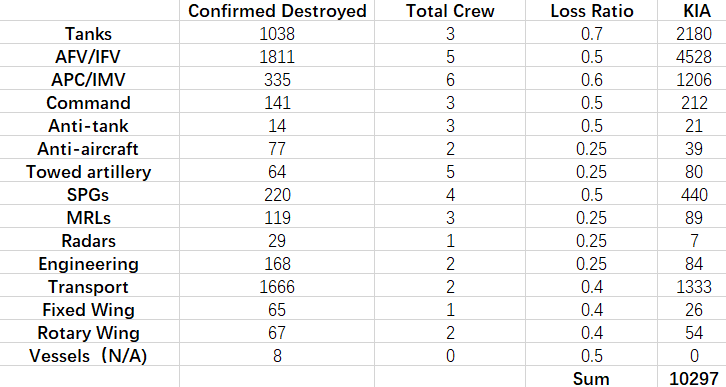 Confirmed Destroyed Total Crew Loss Ratio KIA
Tanks 1038 3 0.7 2180
AFV/IFV 1811 5 0.5 4528
APC/IMV 335 6 0.6 1206
Command 141 3 0.5 212
Anti-tank 14 3 0.5 21
Anti-aircraft 77 2 0.25 39
Towed artillery 64 5 0.25 80
SPGs 220 4 0.5 440
MRLs 119 3 0.25 89
Radars 29 1 0.25 7
Engineering 168 2 0.25 84
Transport 1666 2 0.4 1333
Fixed Wing 65 1 0.4 26
Rotary Wing 67 2 0.4 54
Vessels（N/A) 8 0 0.5 0
Sum 10297